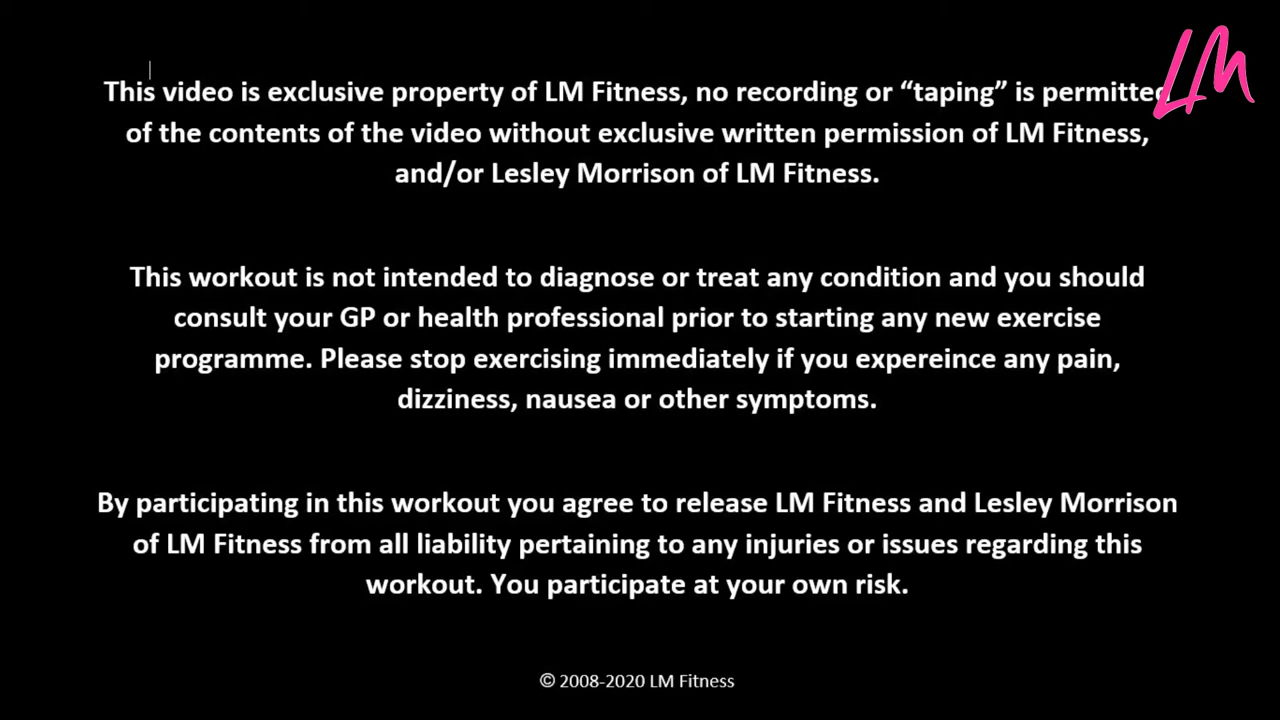 LM
This video is exclusive property of LM Fitness, no recording or “taping” is permitted
of the contents of the video without exclusive written permission of LM Fitness,
and/or Lesley Morrison of LM Fitness.
This workout is not intended to diagnose or treat any condition and you should
consult your GP or health professional prior to starting any new exercise
programme. Please stop exercising immediately if you expereince any pain,
dizziness, nausea or other symptoms.
By participating in this workout you agree to release LM Fitness and Lesley Morrison
of LM Fitness from all liability pertaining to any injuries or issues regarding this
workout. You participate at your own risk.
© 2008-2020 LM Fitness